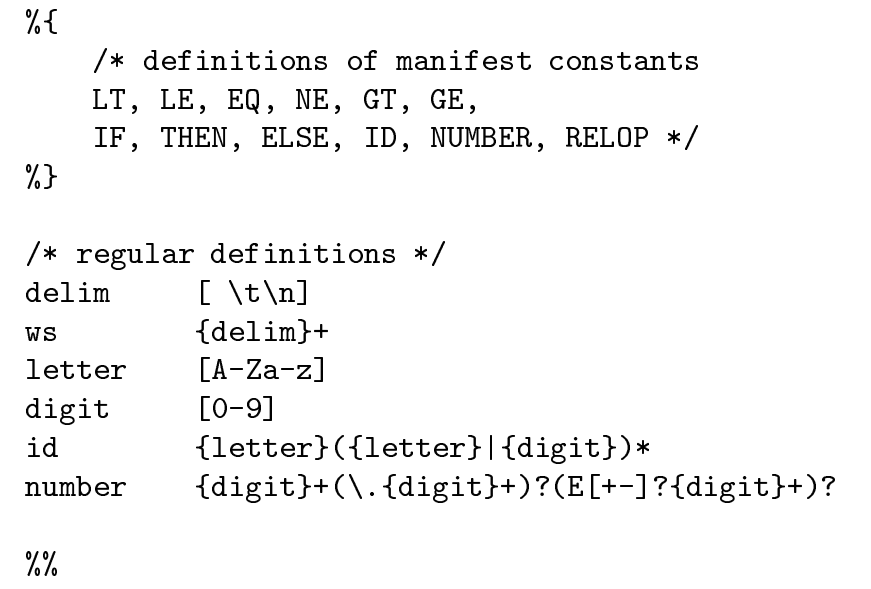 %{
    /* definitions of manifest constants
    LT, LE, EQ, NE, GT, GE,
    IF, THEN, ELSE, ID, NUMBER, RELOP */
%}
/* regular definitions */
delim     [ \t\n]
ws        {delim}+
letter    [A-Za-z]
digit     [0-9]
id        {letter}({letter}|{digit})*
number    {digit}+(\.{digit}+)?(E[+-]?{digit}+)?
%%